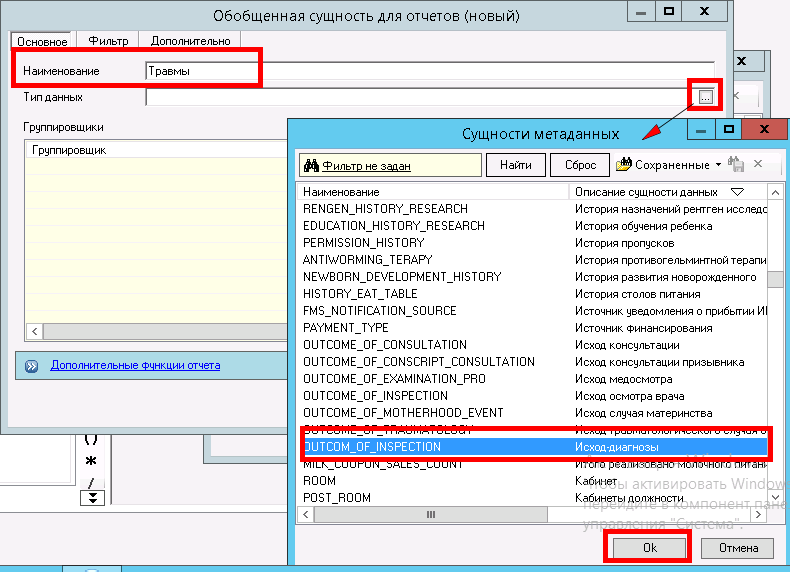 Обобщенная сущность для отчетов (новый)
Основное Фильтр Дополнительно
Наименование Травмы
Тип данных ...
Группировщики
Группировщик
Дополнительные функции отчета
( )
*
/
Сущности метаданных
Фильтр не задан Найти Сброс Сохраненные
Наименование Описание сущности данных
RENGEN_HISTORY_RESEARCH История назначений рентген исследо
EDUCATION_HISTORY_RESEARCH История обучения ребенка
PERMISSION_HISTORY История пропусков
ANTIWORMING_TERAPY История противогельминтной терапи
NEWBORN_DEVELOPMENT_HISTORY История развития новорожденного
HISTORY_EAT_TABLE История столов питания
FMS_NOTIFICATION_SOURCE Источник уведомления о прибытии ИГ
PAYMENT_TYPE Источник финансирования
OUTCOME_OF_CONSULTATION Исход консультации
OUTCOME_OF_CONSCRIPT_CONSULTATION Исход консультации призывника
OUTCOME_OF_EXAMINATION_PRO Исход медосмотра
OUTCOME_OF_INSPECTION Исход осмотра врача
OUTCOME_OF_MOTHERHOOD_EVENT Исход случая материнства
OUTCOME_OF_TRAUMATOLOGY Исход травматологического случая о
OUTCOM_OF_INSPECTION Исход-диагнозы
MILK_COUPON_SALES_COUNT Итого реализовано молочного питани
ROOM Кабинет
POST_ROOM Кабинеты должности
Чтобы активировать Window
перейдите в компонент пане
управления "Система".
Ok Отмена